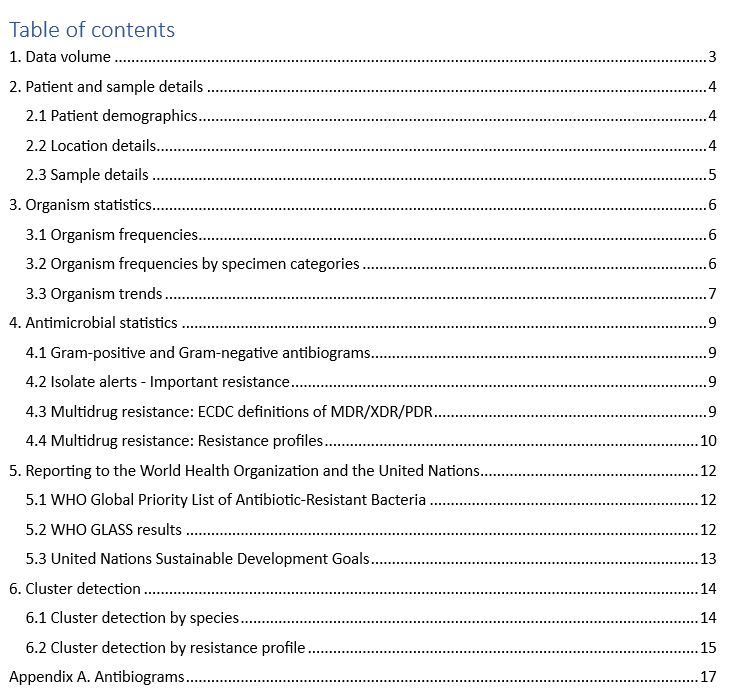 Table of contents
1. Data volume ........ 3
2. Patient and sample details ........ 4
2.1 Patient demographics ........ 4
2.2 Location details ........ 4
2.3 Sample details ........ 5
3. Organism statistics ........ 6
3.1 Organism frequencies ........ 6
3.2 Organism frequencies by specimen categories ........ 6
3.3 Organism trends ........ 7
4. Antimicrobial statistics ........ 9
4.1 Gram-positive and Gram-negative antibiograms ........ 9
4.2 Isolate alerts - Important resistance ........ 9
4.3 Multidrug resistance: ECDC definitions of MDR/XDR/PDR ........ 9
4.4 Multidrug resistance: Resistance profiles ........ 10
5. Reporting to the World Health Organization and the United Nations ........ 12
5.1 WHO Global Priority List of Antibiotic-Resistant Bacteria ........ 12
5.2 WHO GLASS results ........ 12
5.3 United Nations Sustainable Development Goals ........ 13
6. Cluster detection ........ 14
6.1 Cluster detection by species ........ 14
6.2 Cluster detection by resistance profile ........ 15
Appendix A. Antibiograms ........ 17